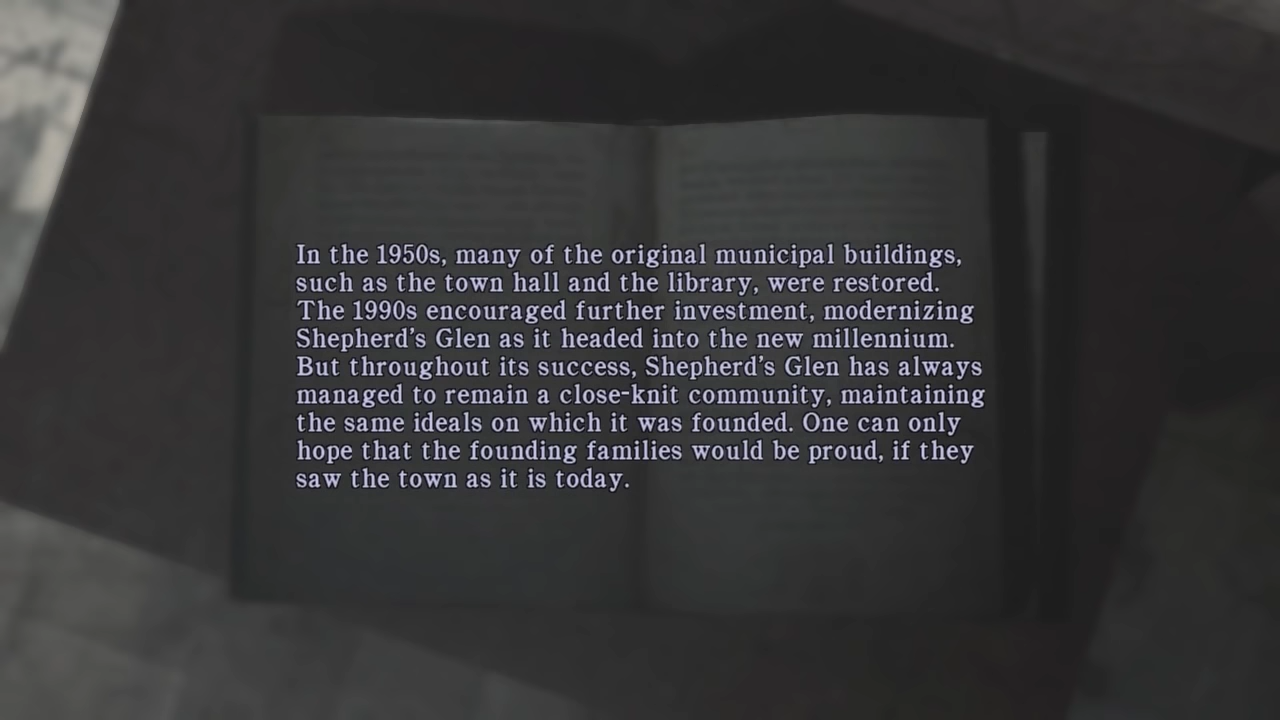 In the 1950s, many of the original municipal buildings,
such as the town hall and the library, were restored.
The 1990s encouraged further investment, modernizing
Shepherd's Glen as it headed into the new millennium.
But throughout its success, Shepherd's Glen has always
managed to remain a close-knit community, maintaining
the same ideals on which it was founded. One can only
hope that the founding families would be proud, if they
saw the town as it is today.